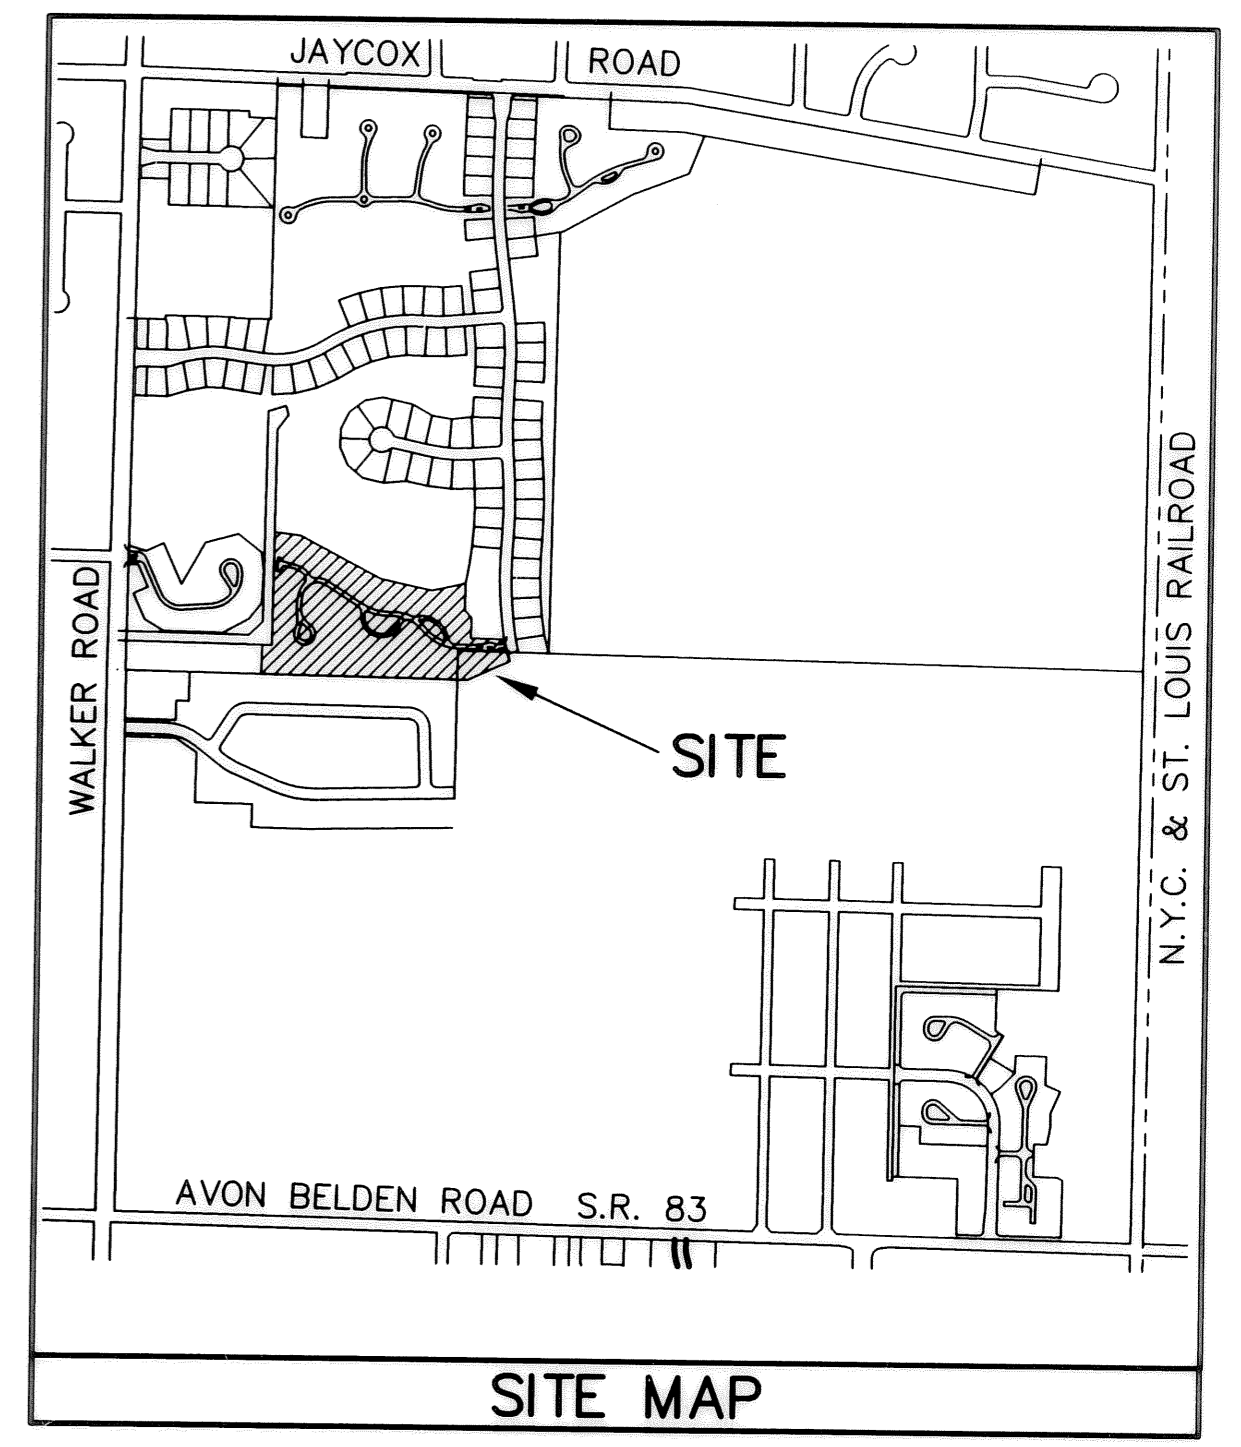 JAYCOX ROAD
WALKER ROAD
N.Y.C. & ST. LOUIS RAILROAD
SITE
AVON BELDEN ROAD S.R. 83
SITE MAP